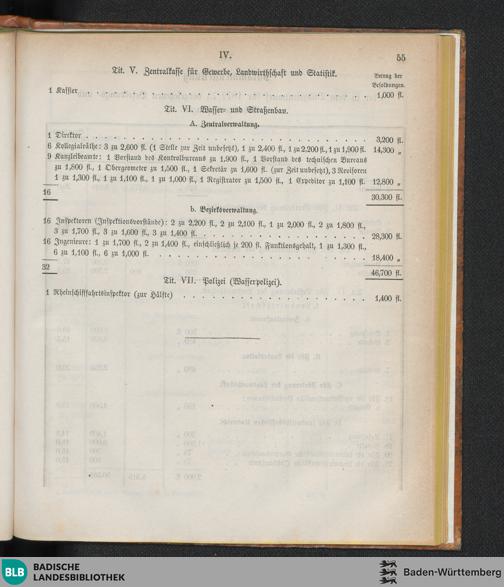 IV. 55
Tit. V. Zentralkasse für Gewerbe, Landwirthschaft und Statistik.
Betrag der
Besoldungen.
1 Kassier . . . 1,000 fl.
Tit. VI. Wasser- und Straßenbau.
A. Zentralverwaltung.
1 Direktor . . . 3,200 fl.
6 Kollegialräthe: 3 zu 2,600 fl. (1 Stelle zur Zeit unbesetzt), 1 zu 2,400 fl., 1 zu 2,200 fl., 1 zu 1,900 fl. 14,300 „
9 Kanzleibeamte: 1 Vorstand des Kontrolbureaus zu 1,900 fl., 1 Vorstand des technischen Bureaus
zu 1,800 fl., 1 Obergeometer zu 1,500 fl., 1 Sekretär zu 1,600 fl. (zur Zeit unbesetzt), 3 Revisoren
1 zu 1,300 fl., 1 zu 1,100 fl., 1 zu 1,000 fl., 1 Registrator zu 1,500 fl., 1 Expeditor zu 1,100 fl. 12,800 „
16 30,300 fl.
b. Bezirksverwaltung.
16 Inspektoren (Inspektionsvorstände): 2 zu 2,200 fl., 2 zu 2,100 fl., 1 zu 2,000 fl., 2 zu 1,800 fl.,
3 zu 1,700 fl., 3 zu 1,600 fl., 3 zu 1,400 fl. . . . 28,300 fl.
16 Ingenieure: 1 zu 1,700 fl., 2 zu 1,400 fl., einschließlich je 200 fl. Funktionsgehalt, 1 zu 1,300 fl.,
6 zu 1,100 fl., 6 zu 1,000 fl. . . . 18,400 „
32 46,700 fl.
Tit. VII. Polizei (Wasserpolizei).
1 Rheinschifffahrtsinspektor (zur Hälfte) . . . 1,400 fl.
BLB BADISCHE
LANDESBIBLIOTHEK
Baden-Württemberg